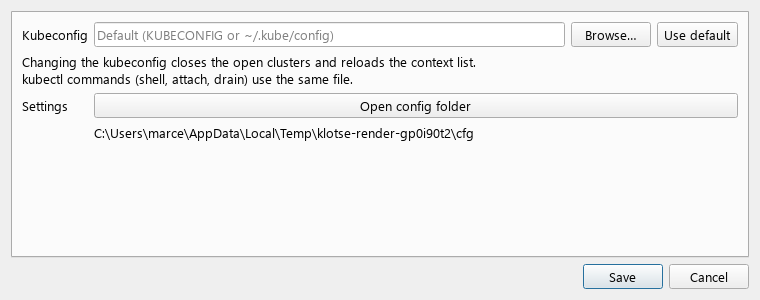 Kubeconfig Default (KUBECONFIG or ~/.kube/config) Browse... Use default
Changing the kubeconfig closes the open clusters and reloads the context list.
kubectl commands (shell, attach, drain) use the same file.
Settings Open config folder
C:\Users\marce\AppData\Local\Temp\klotse-render-gp0i90t2\cfg
Save Cancel